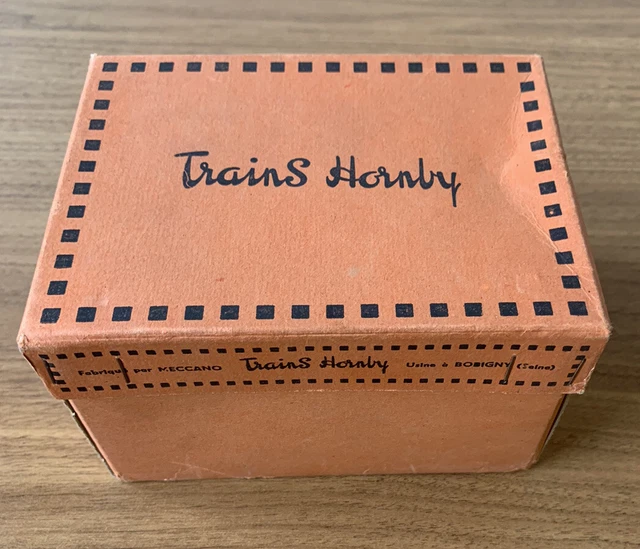 TrainS Hornby
Fabriqué par MECCANO TrainS Hornby Usine à BOBIGNY (Seine)